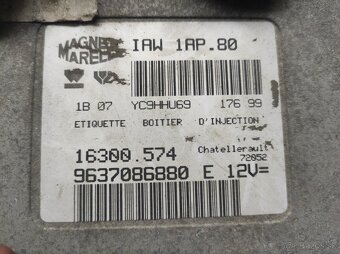 MAGNETI
MARELLI
IAW 1AP.80
1B 07 YC9HHU69 176 99
ETIQUETTE BOITIER D'INJECTION
16300.574
Chatellerault
72052
9637086880 E 12V=